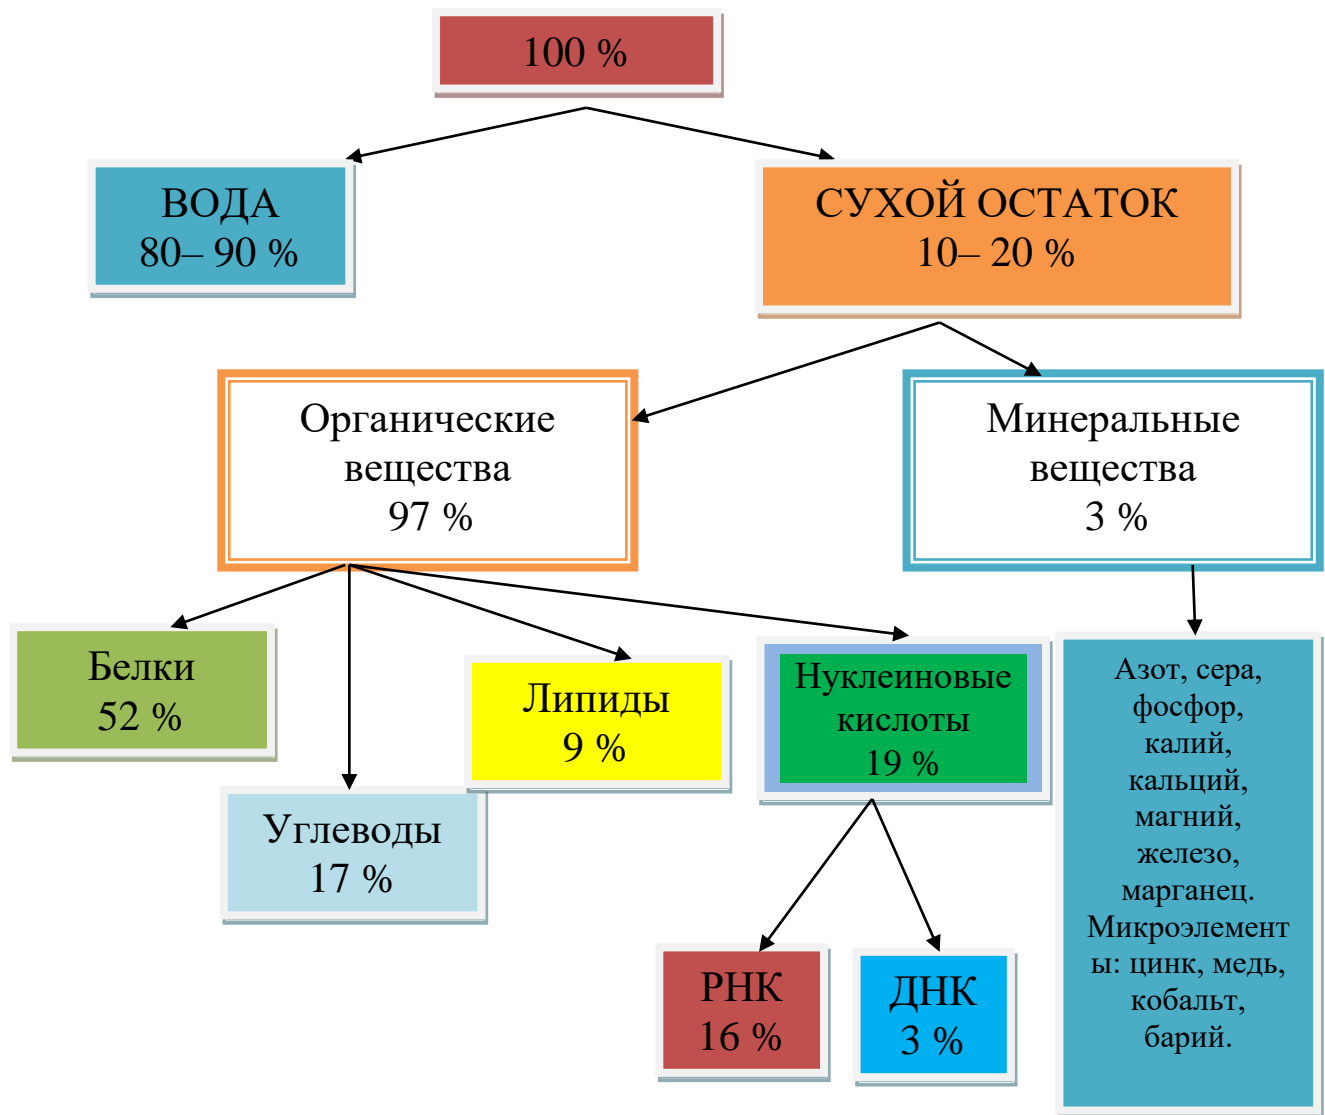 100 %
ВОДА
80– 90 %
СУХОЙ ОСТАТОК
10– 20 %
Органические
вещества
97 %
Минеральные
вещества
3 %
Белки
52 %
Углеводы
17 %
Липиды
9 %
Нуклеиновые
кислоты
19 %
РНК
16 %
ДНК
3 %
Азот, сера,
фосфор,
калий,
кальций,
магний,
железо,
марганец.
Микроэлемент
ы: цинк, медь,
кобальт,
барий.